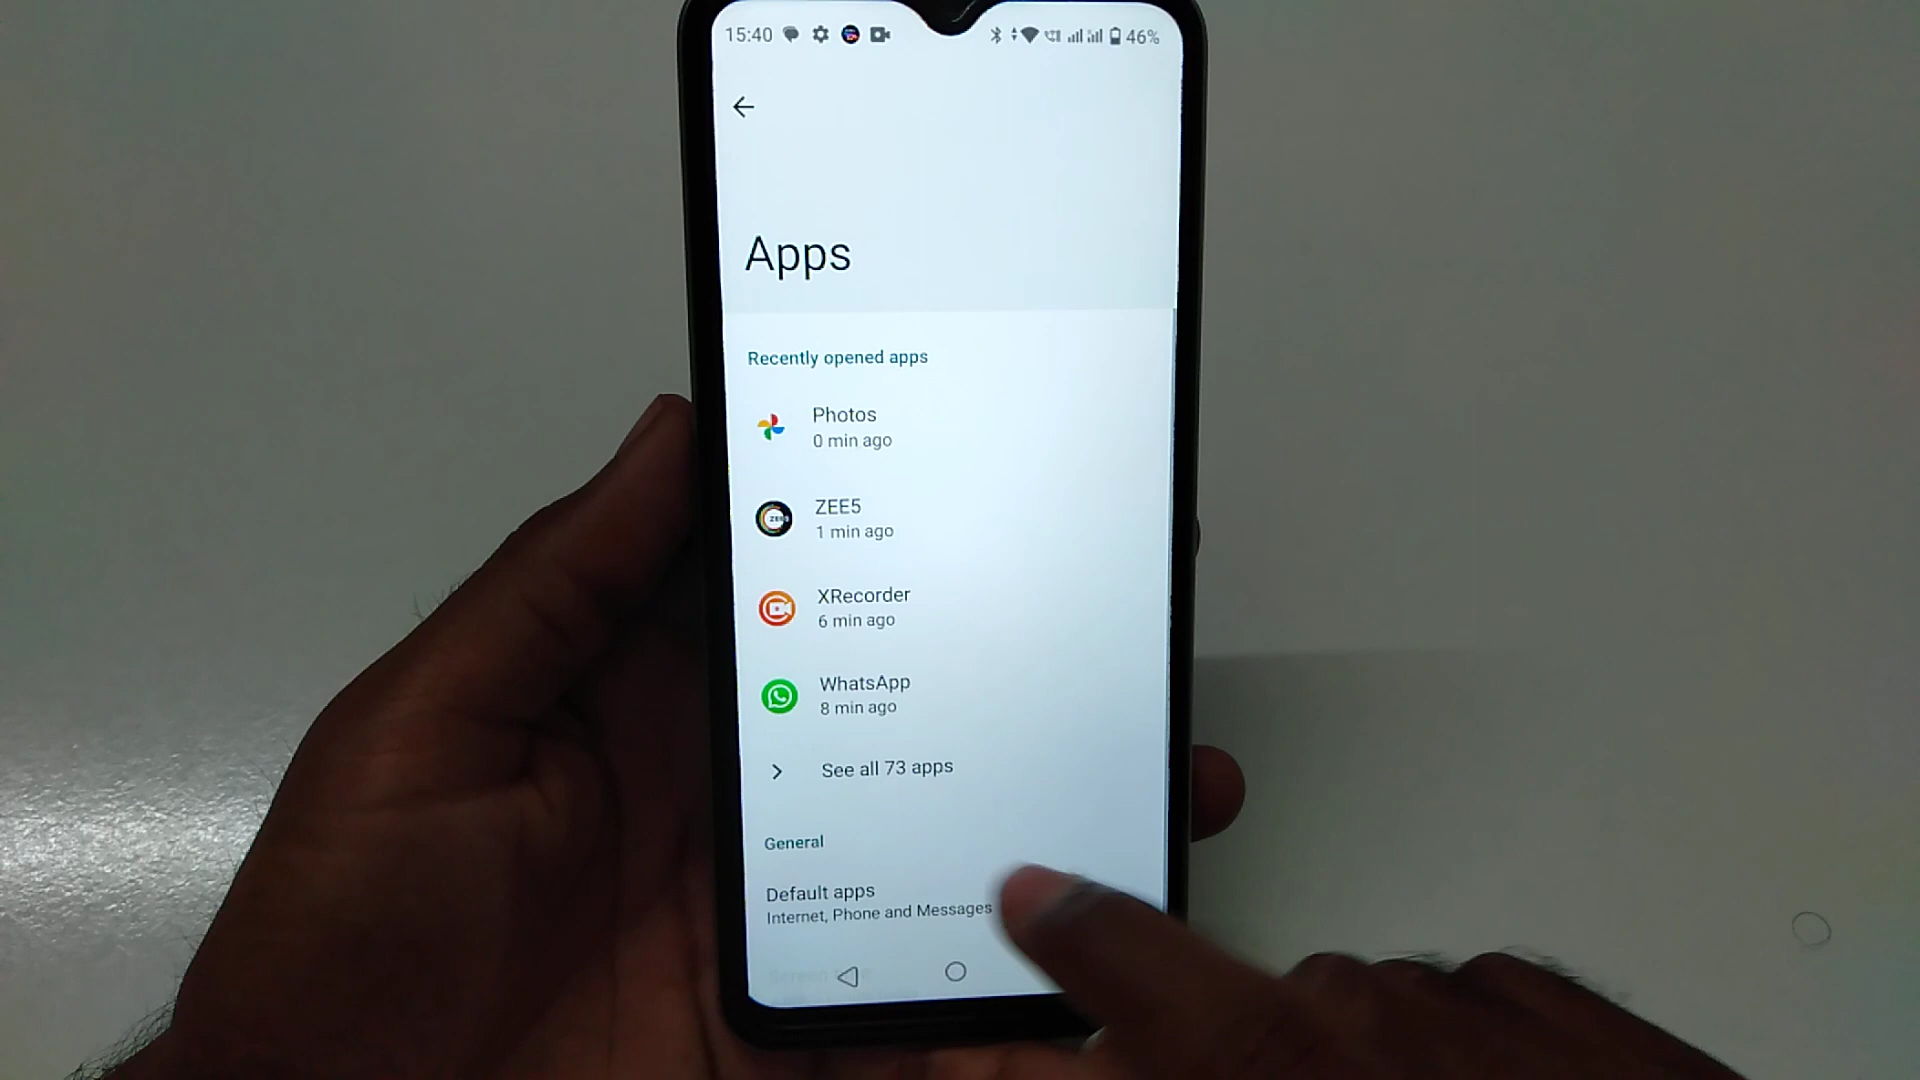 15:40 46%
Apps
Recently opened apps
Photos
0 min ago
ZEE5
ZEE5
1 min ago
XRecorder
6 min ago
WhatsApp
8 min ago
See all 73 apps
General
Default apps
Internet, Phone and Messages